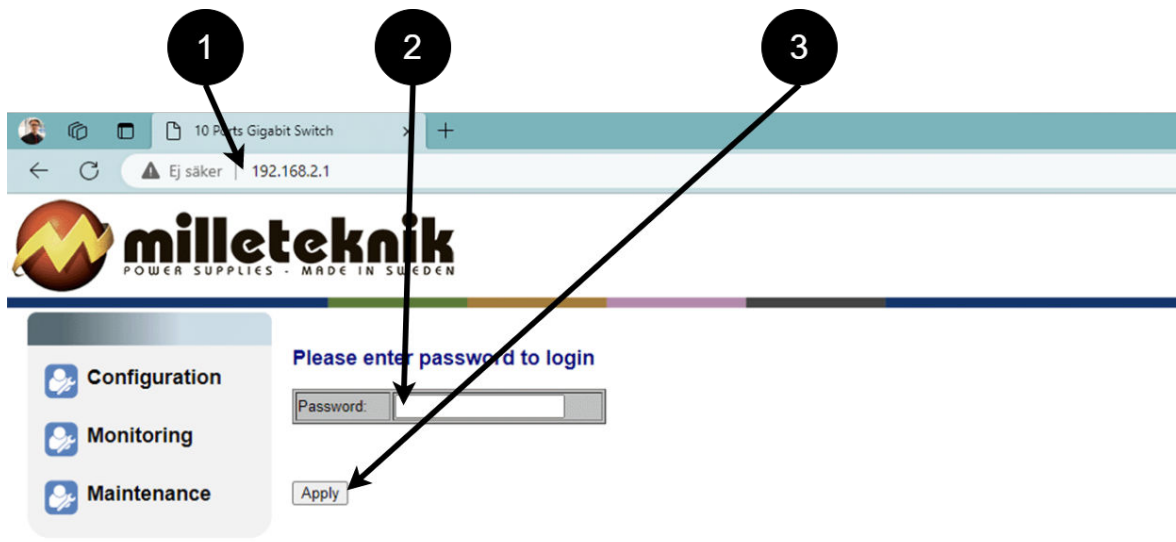 1 2 3
10 Ports Gigabit Switch
Ej säker 192.168.2.1
milleteknik
POWER SUPPLIES - MADE IN SWEDEN
Please enter password to login
Configuration
Password:
Monitoring
Maintenance
Apply